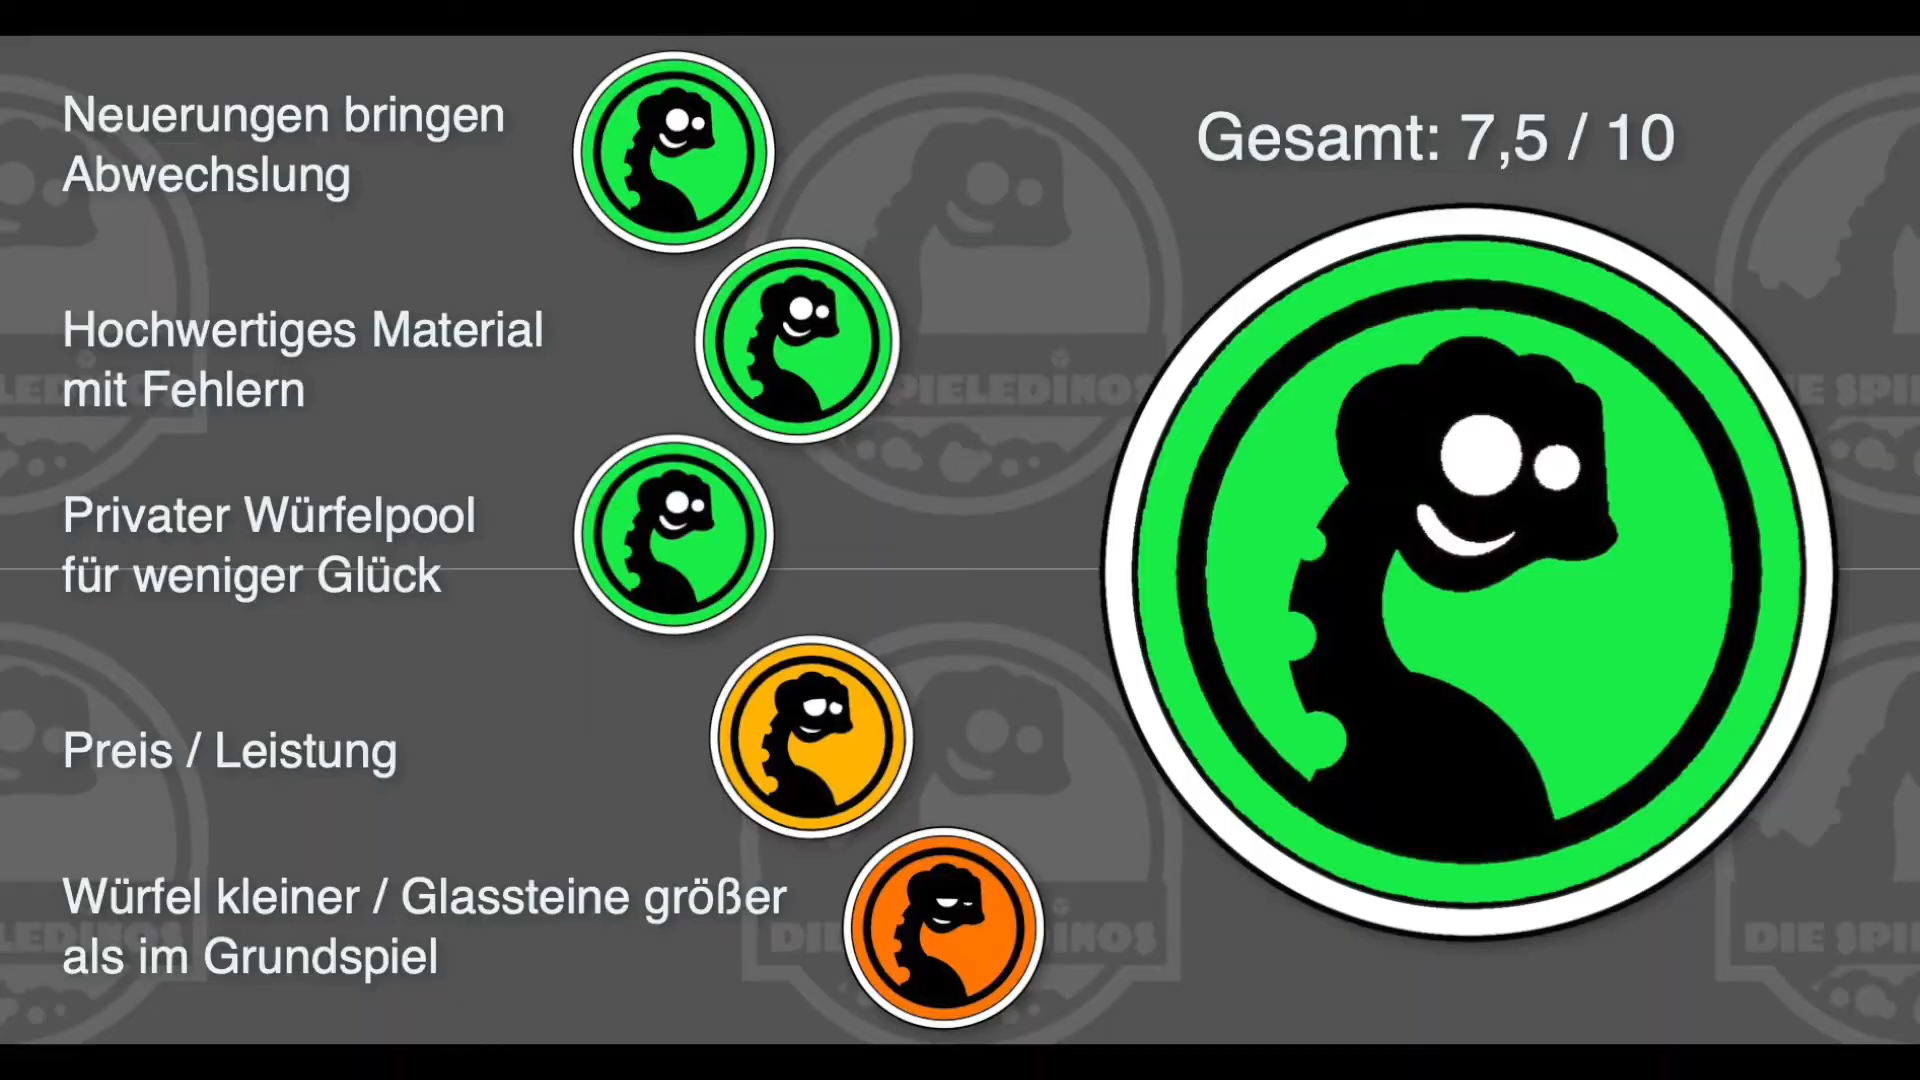 Neuerungen bringen
Abwechslung
Hochwertiges Material
mit Fehlern
Privater Würfelpool
für weniger Glück
Preis / Leistung
Würfel kleiner / Glassteine größer
als im Grundspiel
Gesamt: 7,5 / 10